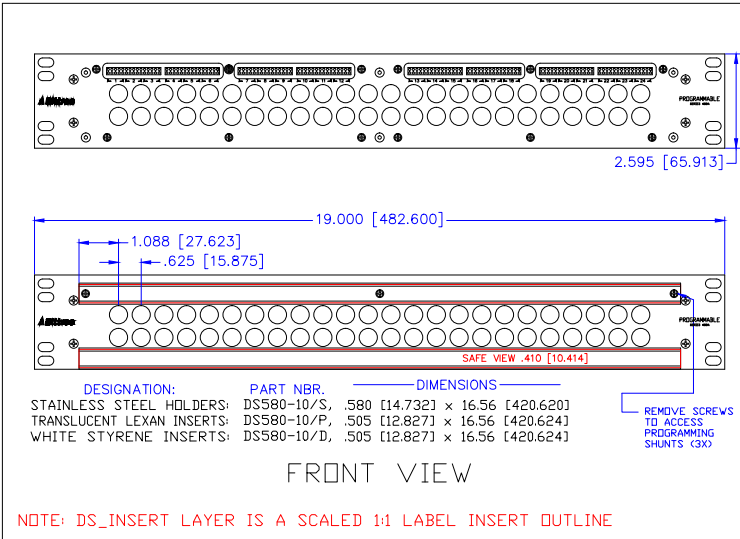 PROGRAMMABLE
2.595 [65.913]
19.000 [482.600]
1.088 [27.623]
.625 [15.875]
PROGRAMMABLE
SAFE VIEW .410 [10.414]
DESIGNATION: PART NBR. DIMENSIONS
STAINLESS STEEL HOLDERS: DS580-10/S, .580 [14.732] x 16.56 [420.620]
TRANSLUCENT LEXAN INSERTS: DS580-10/P, .505 [12.827] x 16.56 [420.624]
WHITE STYRENE INSERTS: DS580-10/D, .505 [12.827] x 16.56 [420.624]
REMOVE SCREWS
TO ACCESS
PROGRAMMING
SHUNTS (3X)
FRONT VIEW
NOTE: DS_INSERT LAYER IS A SCALED 1:1 LABEL INSERT OUTLINE